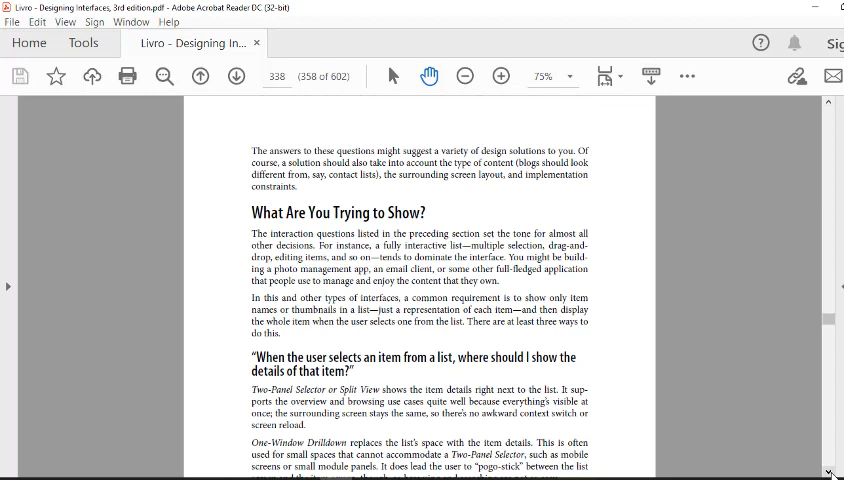 Livro - Designing Interfaces, 3rd edition.pdf - Adobe Acrobat Reader DC (32-bit)
File Edit View Sign Window Help
Home Tools Livro - Designing In... ×
338 (358 of 602) 75%
The answers to these questions might suggest a variety of design solutions to you. Of
course, a solution should also take into account the type of content (blogs should look
different from, say, contact lists), the surrounding screen layout, and implementation
constraints.
What Are You Trying to Show?
The interaction questions listed in the preceding section set the tone for almost all
other decisions. For instance, a fully interactive list—multiple selection, drag-and-
drop, editing items, and so on—tends to dominate the interface. You might be build-
ing a photo management app, an email client, or some other full-fledged application
that people use to manage and enjoy the content that they own.
In this and other types of interfaces, a common requirement is to show only item
names or thumbnails in a list—just a representation of each item—and then display
the whole item when the user selects one from the list. There are at least three ways to
do this.
“When the user selects an item from a list, where should I show the
details of that item?”
Two-Panel Selector or Split View shows the item details right next to the list. It sup-
ports the overview and browsing use cases quite well because everything’s visible at
once; the surrounding screen stays the same, so there’s no awkward context switch or
screen reload.
One-Window Drilldown replaces the list’s space with the item details. This is often
used for small spaces that cannot accommodate a Two-Panel Selector, such as mobile
screens or small module panels. It does lead the user to “pogo-stick” between the list